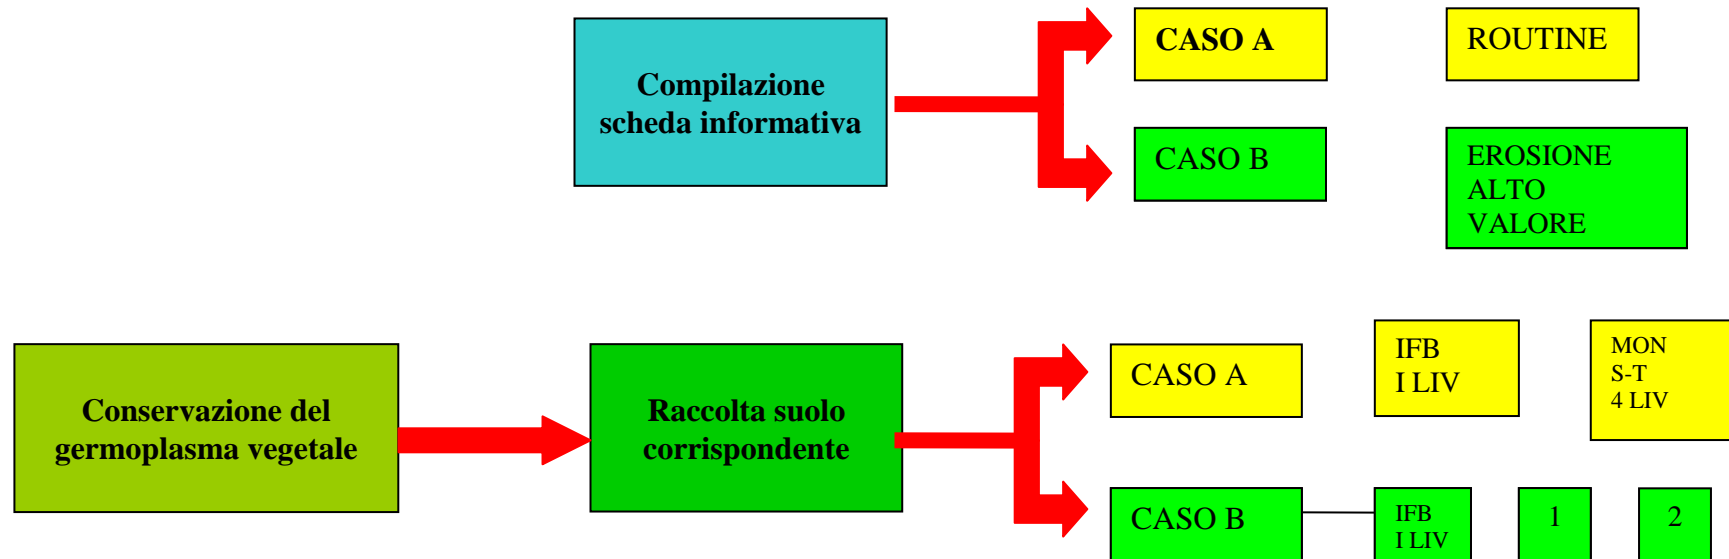 Compilazione
scheda informativa
CASO A
ROUTINE
CASO B
EROSIONE
ALTO
VALORE
Conservazione del
germoplasma vegetale
Raccolta suolo
corrispondente
CASO A
IFB
I LIV
MON
S-T
4 LIV
CASO B
IFB
I LIV
1
2